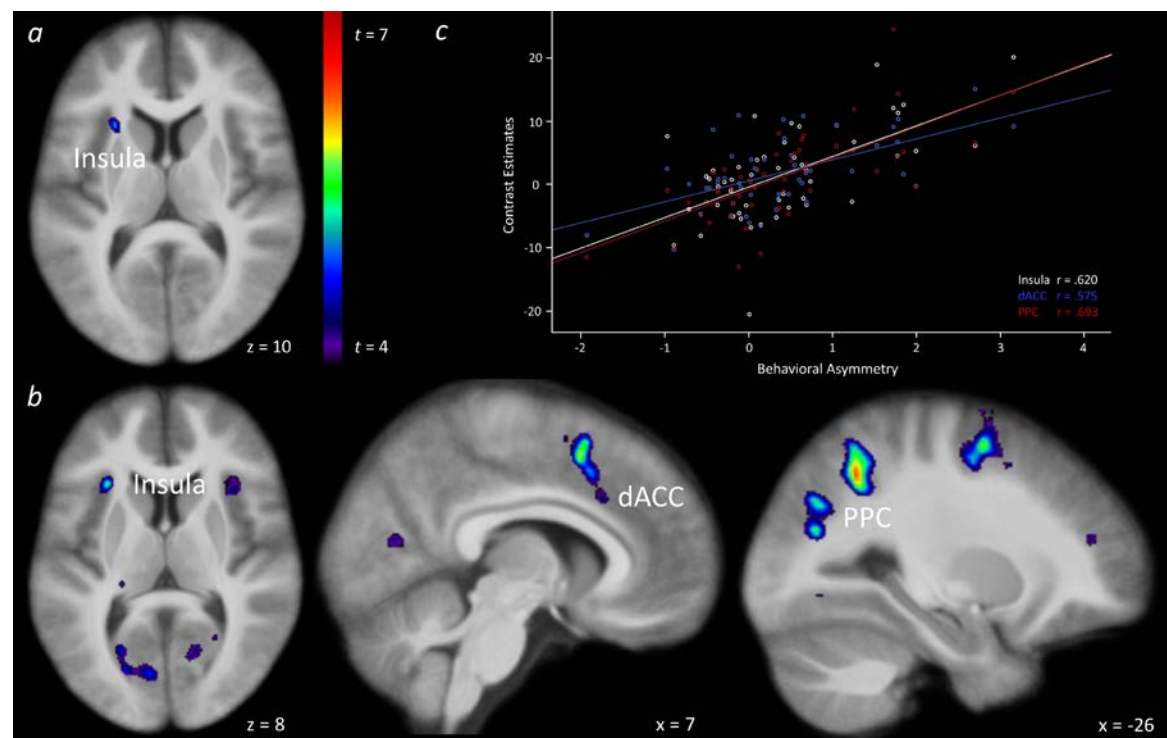 a
t = 7
Insula
t = 4
z = 10
c
Contrast Estimates
20
10
0
-10
-20
Insula r = .620
dACC r = .575
PPC r = .693
-2 -1 0 1 2 3 4
Behavioral Asymmetry
b
Insula
z = 8
dACC
x = 7
PPC
x = -26